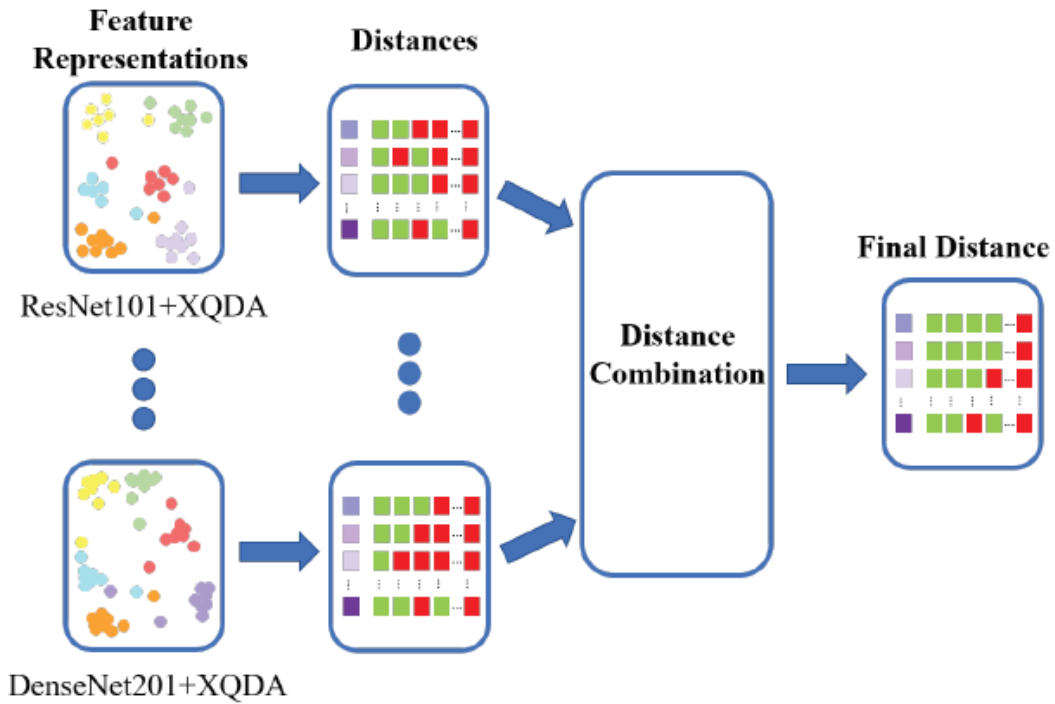 Feature
Representations
Distances
ResNet101+XQDA
DenseNet201+XQDA
Distance
Combination
Final Distance